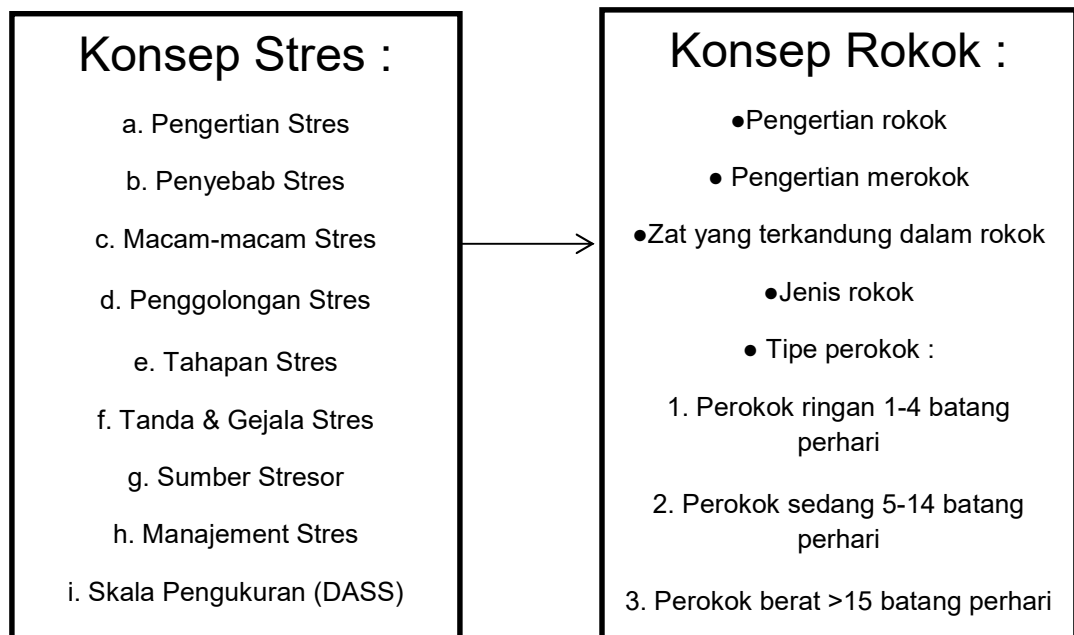 Konsep Stres :
a. Pengertian Stres
b. Penyebab Stres
c. Macam-macam Stres
d. Penggolongan Stres
e. Tahapan Stres
f. Tanda & Gejala Stres
g. Sumber Stresor
h. Manajement Stres
i. Skala Pengukuran (DASS)
Konsep Rokok :
●Pengertian rokok
● Pengertian merokok
●Zat yang terkandung dalam rokok
●Jenis rokok
● Tipe perokok :
1. Perokok ringan 1-4 batang
perhari
2. Perokok sedang 5-14 batang
perhari
3. Perokok berat >15 batang perhari